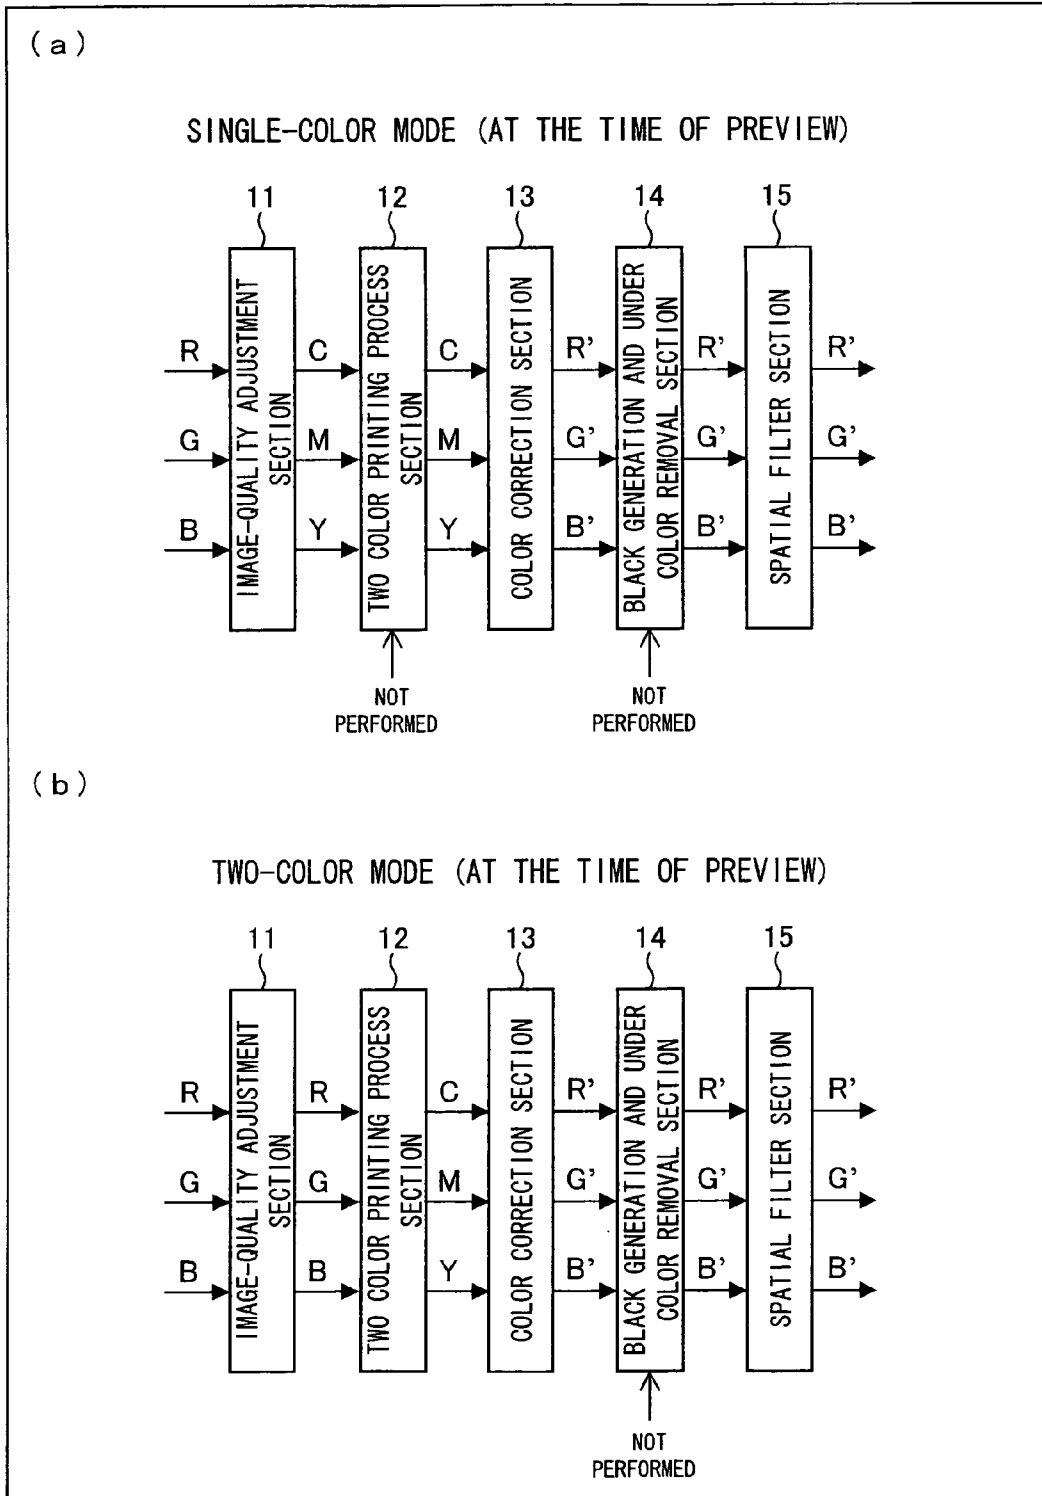 (a)
SINGLE-COLOR MODE (AT THE TIME OF PREVIEW)
11 12 13 14 15
IMAGE-QUALITY ADJUSTMENT
SECTION
TWO COLOR PRINTING PROCESS
SECTION
COLOR CORRECTION SECTION
BLACK GENERATION AND UNDER
COLOR REMOVAL SECTION
SPATIAL FILTER SECTION
R C C R' R' R'
G M M G' G' G'
B Y Y B' B' B'
NOT
PERFORMED
NOT
PERFORMED
(b)
TWO-COLOR MODE (AT THE TIME OF PREVIEW)
11 12 13 14 15
IMAGE-QUALITY ADJUSTMENT
SECTION
TWO COLOR PRINTING PROCESS
SECTION
COLOR CORRECTION SECTION
BLACK GENERATION AND UNDER
COLOR REMOVAL SECTION
SPATIAL FILTER SECTION
R R C R' R' R'
G G M G' G' G'
B B Y B' B' B'
NOT
PERFORMED